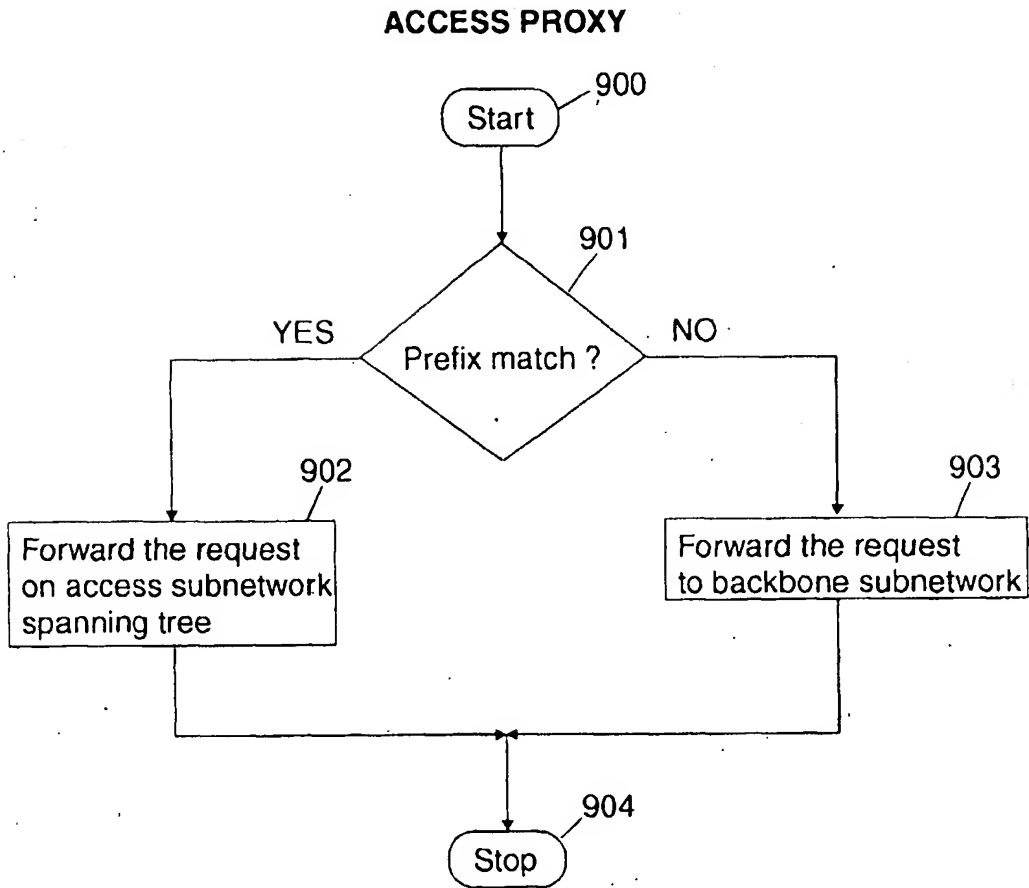 ACCESS PROXY
900
Start
901
YES
NO
Prefix match ?
902
903
Forward the request
on access subnetwork
spanning tree
Forward the request
to backbone subnetwork
904
Stop